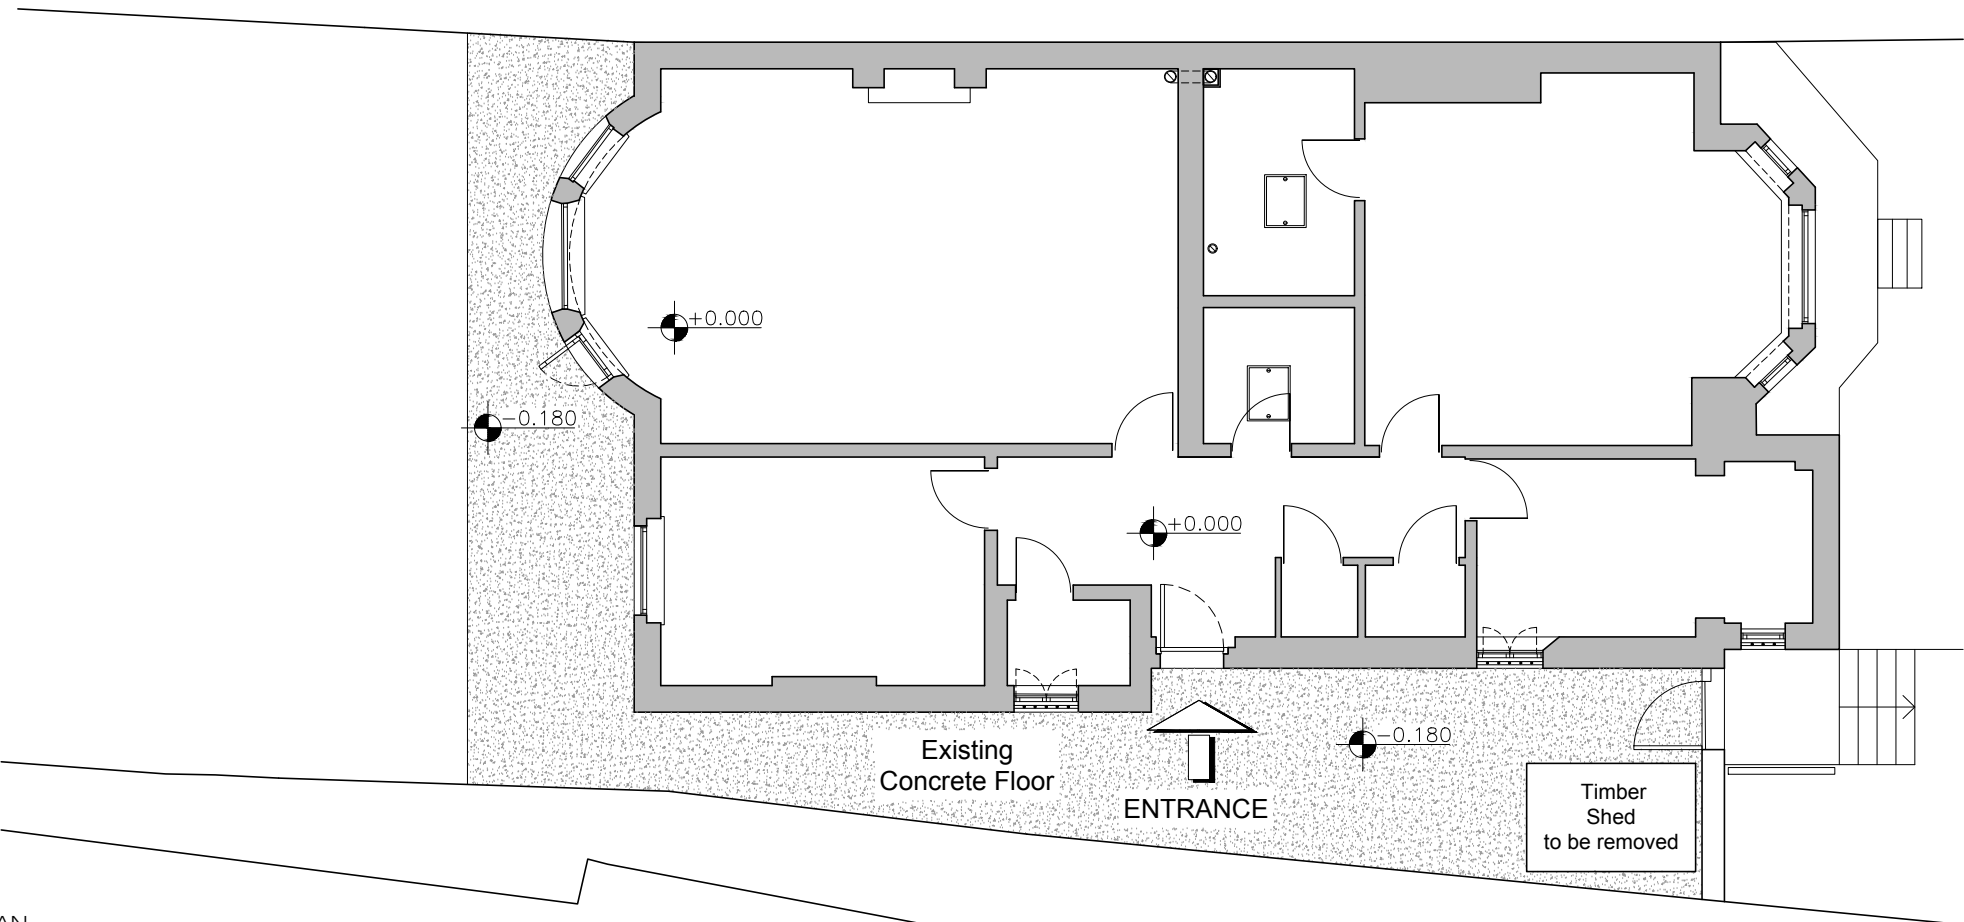 +0.000
-0.180
+0.000
-0.180
Existing
Concrete Floor
ENTRANCE
Timber
Shed
to be removed